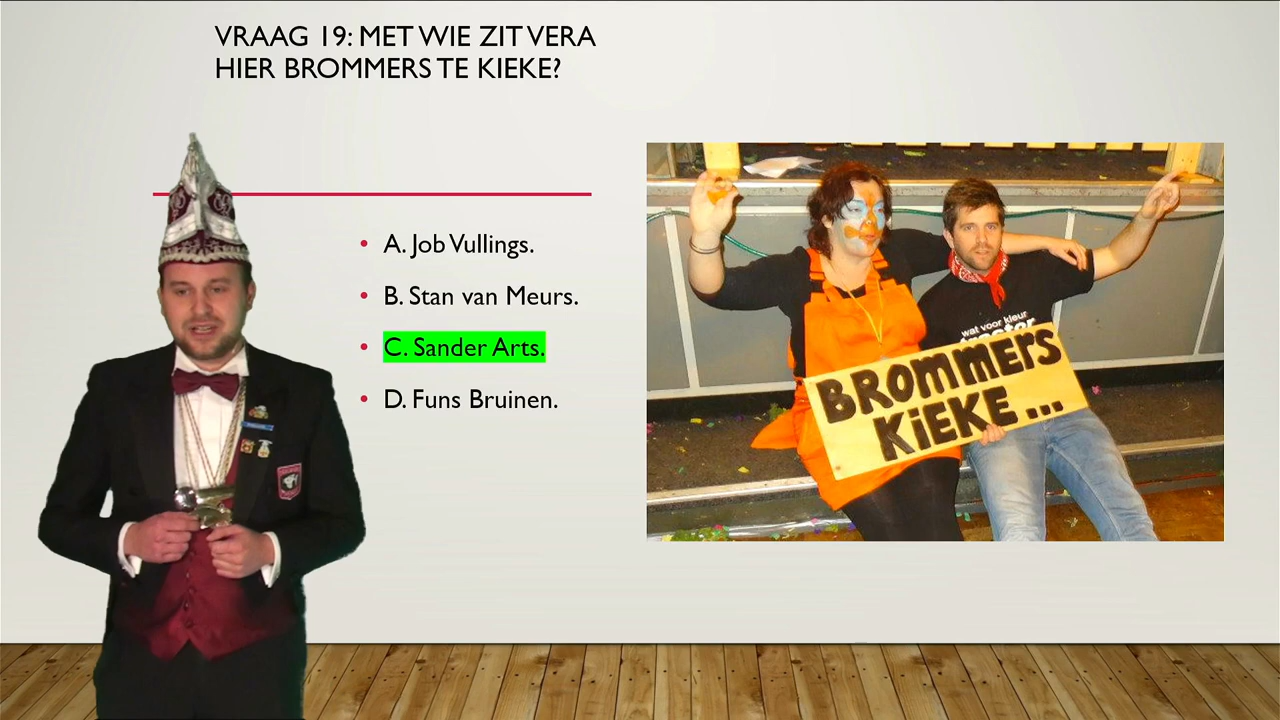 VRAAG 19: MET WIE ZIT VERA
HIER BROMMERS TE KIEKE?
• A. Job Vullings.
• B. Stan van Meurs.
• C. Sander Arts.
• D. Funs Bruinen.
wat voor kleur
BROMMERS
KIEKE...